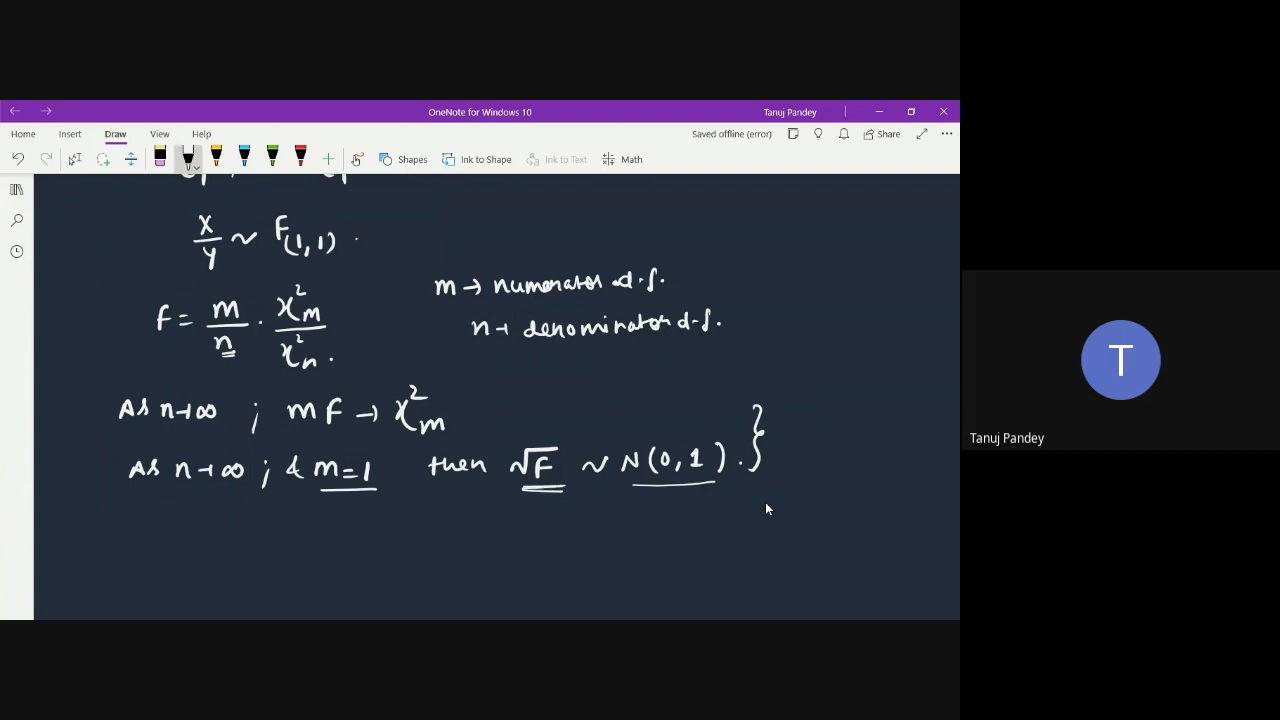 OneNote for Windows 10
Tanuj Pandey
Home Insert Draw View Help
Saved offline (error)
Share
Shapes
Ink to Shape
Ink to Text
Math
X/Y ~ F(1,1) .
F = m/n · χ²m/χ²n .
m → numerator d.f.
n → denominator d.f.
As n→∞ ; mF → χ²m
As n→∞ ; & m=1 then √F ~ N(0,1) . }
T
Tanuj Pandey